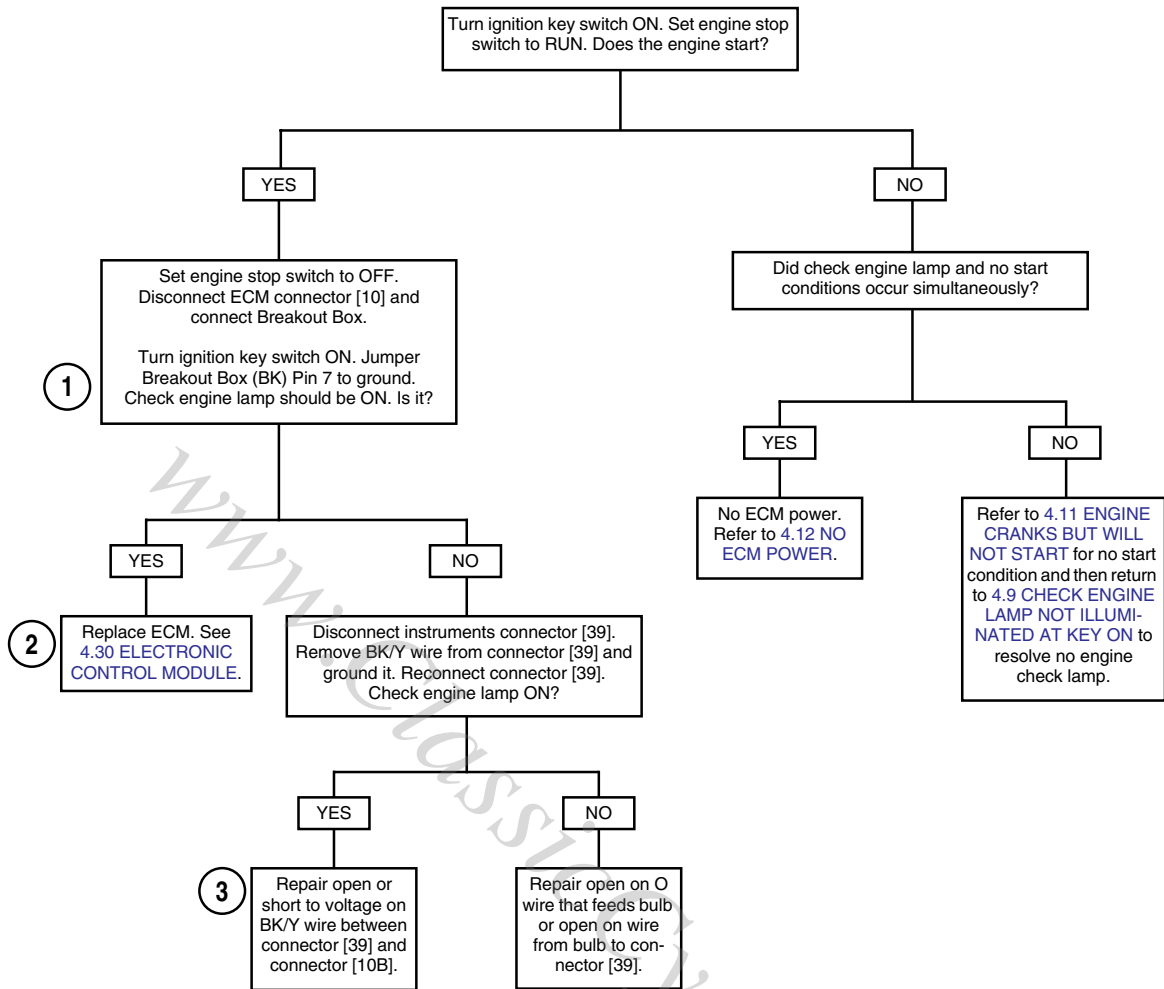 Turn ignition key switch ON. Set engine stop
switch to RUN. Does the engine start?
YES
NO
Set engine stop switch to OFF.
Disconnect ECM connector [10] and
connect Breakout Box.
Turn ignition key switch ON. Jumper
Breakout Box (BK) Pin 7 to ground.
Check engine lamp should be ON. Is it?
1
Did check engine lamp and no start
conditions occur simultaneously?
YES
NO
YES
NO
No ECM power.
Refer to 4.12 NO
ECM POWER.
Refer to 4.11 ENGINE
CRANKS BUT WILL
NOT START for no start
condition and then return
to 4.9 CHECK ENGINE
LAMP NOT ILLUMI-
NATED AT KEY ON to
resolve no engine
check lamp.
2
Replace ECM. See
4.30 ELECTRONIC
CONTROL MODULE.
Disconnect instruments connector [39].
Remove BK/Y wire from connector [39] and
ground it. Reconnect connector [39].
Check engine lamp ON?
YES
NO
3
Repair open or
short to voltage on
BK/Y wire between
connector [39] and
connector [10B].
Repair open on O
wire that feeds bulb
or open on wire
from bulb to con-
nector [39].
www.ClassicCy